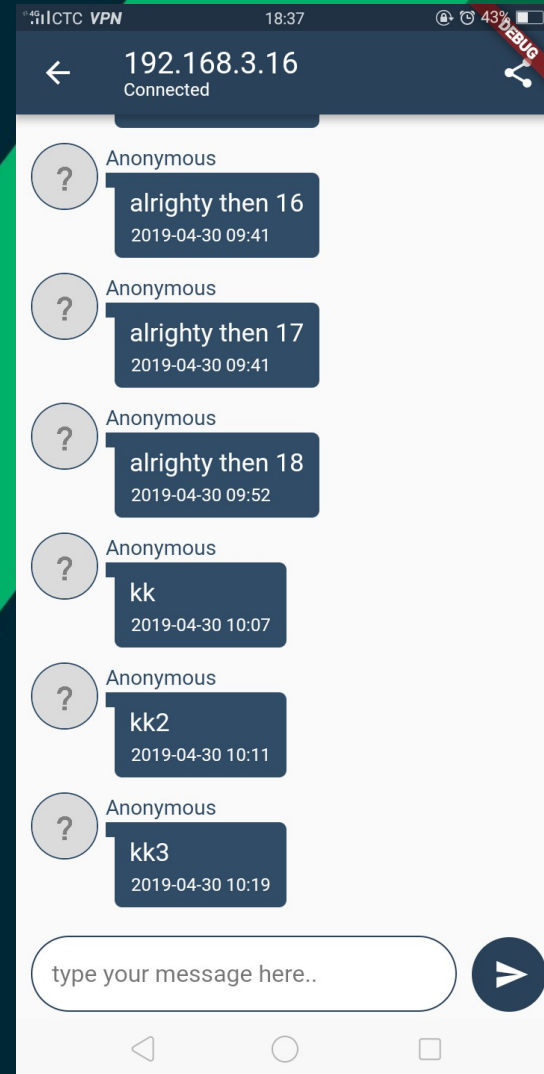 4G CTC VPN 18:37 43%
DEBUG
192.168.3.16
Connected
Anonymous
?
alrighty then 16
2019-04-30 09:41
Anonymous
?
alrighty then 17
2019-04-30 09:41
Anonymous
?
alrighty then 18
2019-04-30 09:52
Anonymous
?
kk
2019-04-30 10:07
Anonymous
?
kk2
2019-04-30 10:11
Anonymous
?
kk3
2019-04-30 10:19
type your message here..